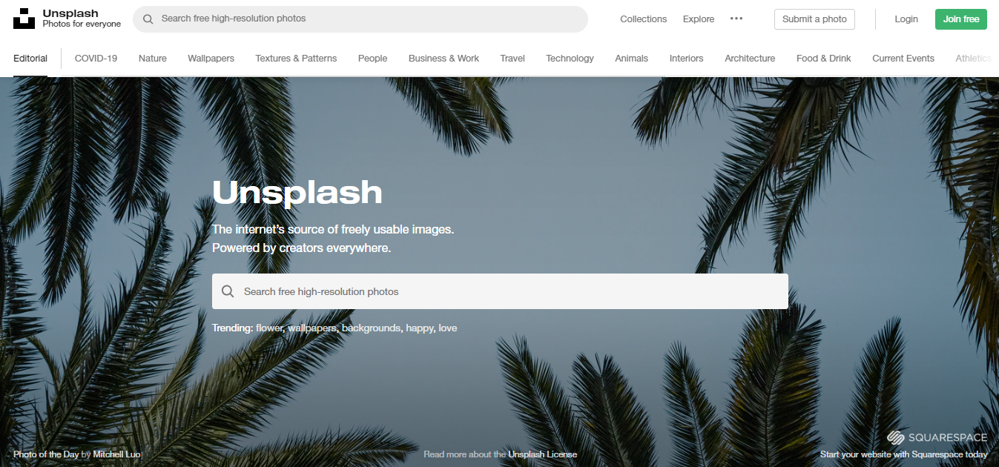 Unsplash
Photos for everyone
Search free high-resolution photos
Collections
Explore
•••
Submit a photo
Login
Join free
Editorial
COVID-19
Nature
Wallpapers
Textures & Patterns
People
Business & Work
Travel
Technology
Animals
Interiors
Architecture
Food & Drink
Current Events
Athletics
Unsplash
The internet’s source of freely usable images.
Powered by creators everywhere.
Search free high-resolution photos
Trending: flower, wallpapers, backgrounds, happy, love
SQUARESPACE
Photo of the Day by Mitchell Luo
Read more about the Unsplash License
Start your website with Squarespace today